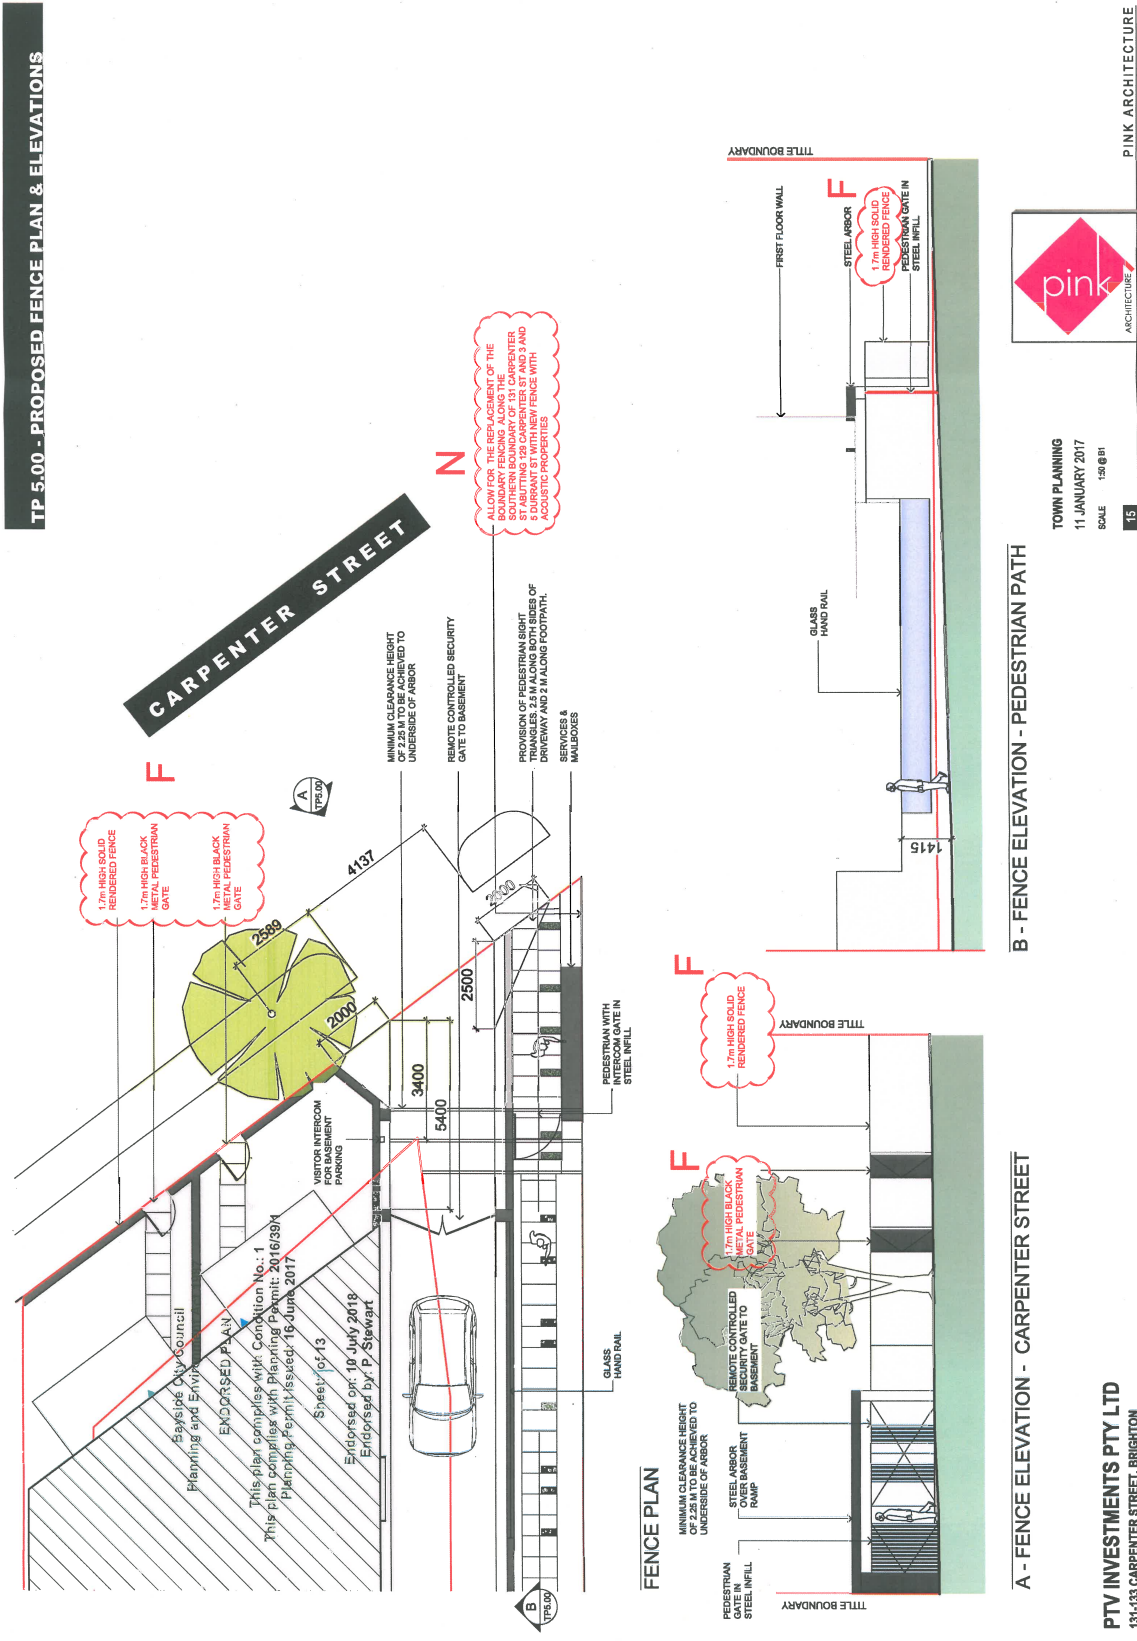 TP 5.00 - PROPOSED FENCE PLAN & ELEVATIONS
CARPENTER STREET
F
1.7m HIGH SOLID
RENDERED FENCE
1.7m HIGH BLACK
METAL PEDESTRIAN
GATE
1.7m HIGH BLACK
METAL PEDESTRIAN
GATE
A
TP5.00
N
ALLOW FOR THE REPLACEMENT OF THE
BOUNDARY FENCING ALONG THE
SOUTHERN BOUNDARY OF 131 CARPENTER
ST ABUTTING 129 CARPENTER ST AND 3 AND
5 DURRANT ST WITH NEW FENCE WITH
ACOUSTIC PROPERTIES
MINIMUM CLEARANCE HEIGHT
OF 2.25 M TO BE ACHIEVED TO
UNDERSIDE OF ARBOR
REMOTE CONTROLLED SECURITY
GATE TO BASEMENT
PROVISION OF PEDESTRIAN SIGHT
TRIANGLES. 2.5 M ALONG BOTH SIDES OF
DRIVEWAY AND 2 M ALONG FOOTPATH.
SERVICES &
MAILBOXES
4137
2589
2000
2000
2500
3400
5400
VISITOR INTERCOM
FOR BASEMENT
PARKING
PEDESTRIAN WITH
INTERCOM GATE IN
STEEL INFILL
GLASS
HAND RAIL
Bayside City Council
Planning and Envir
ENDORSED PLAN
This plan complies with Condition No.: 1
This plan complies with Planning Permit: 2016/39/1
Planning Permit Issued: 16 June 2017
Sheet of 13
Endorsed on: 10 July 2018
Endorsed by: P. Stewart
B
TP5.00
FENCE PLAN
MINIMUM CLEARANCE HEIGHT
OF 2.25 M TO BE ACHIEVED TO
UNDERSIDE OF ARBOR
STEEL ARBOR
OVER BASEMENT
RAMP
PEDESTRIAN
GATE IN
STEEL INFILL
REMOTE CONTROLLED
SECURITY GATE TO
BASEMENT
F
1.7m HIGH BLACK
METAL PEDESTRIAN
GATE
F
1.7m HIGH SOLID
RENDERED FENCE
TITLE BOUNDARY
TITLE BOUNDARY
A - FENCE ELEVATION - CARPENTER STREET
TITLE BOUNDARY
FIRST FLOOR WALL
STEEL ARBOR
F
1.7m HIGH SOLID
RENDERED FENCE
PEDESTRIAN GATE IN
STEEL INFILL
GLASS
HAND RAIL
1415
B - FENCE ELEVATION - PEDESTRIAN PATH
PTV INVESTMENTS PTY LTD
131-133 CARPENTER STREET, BRIGHTON
TOWN PLANNING
11 JANUARY 2017
SCALE 1:50 @ B1
15
pink
ARCHITECTURE
PINK ARCHITECTURE